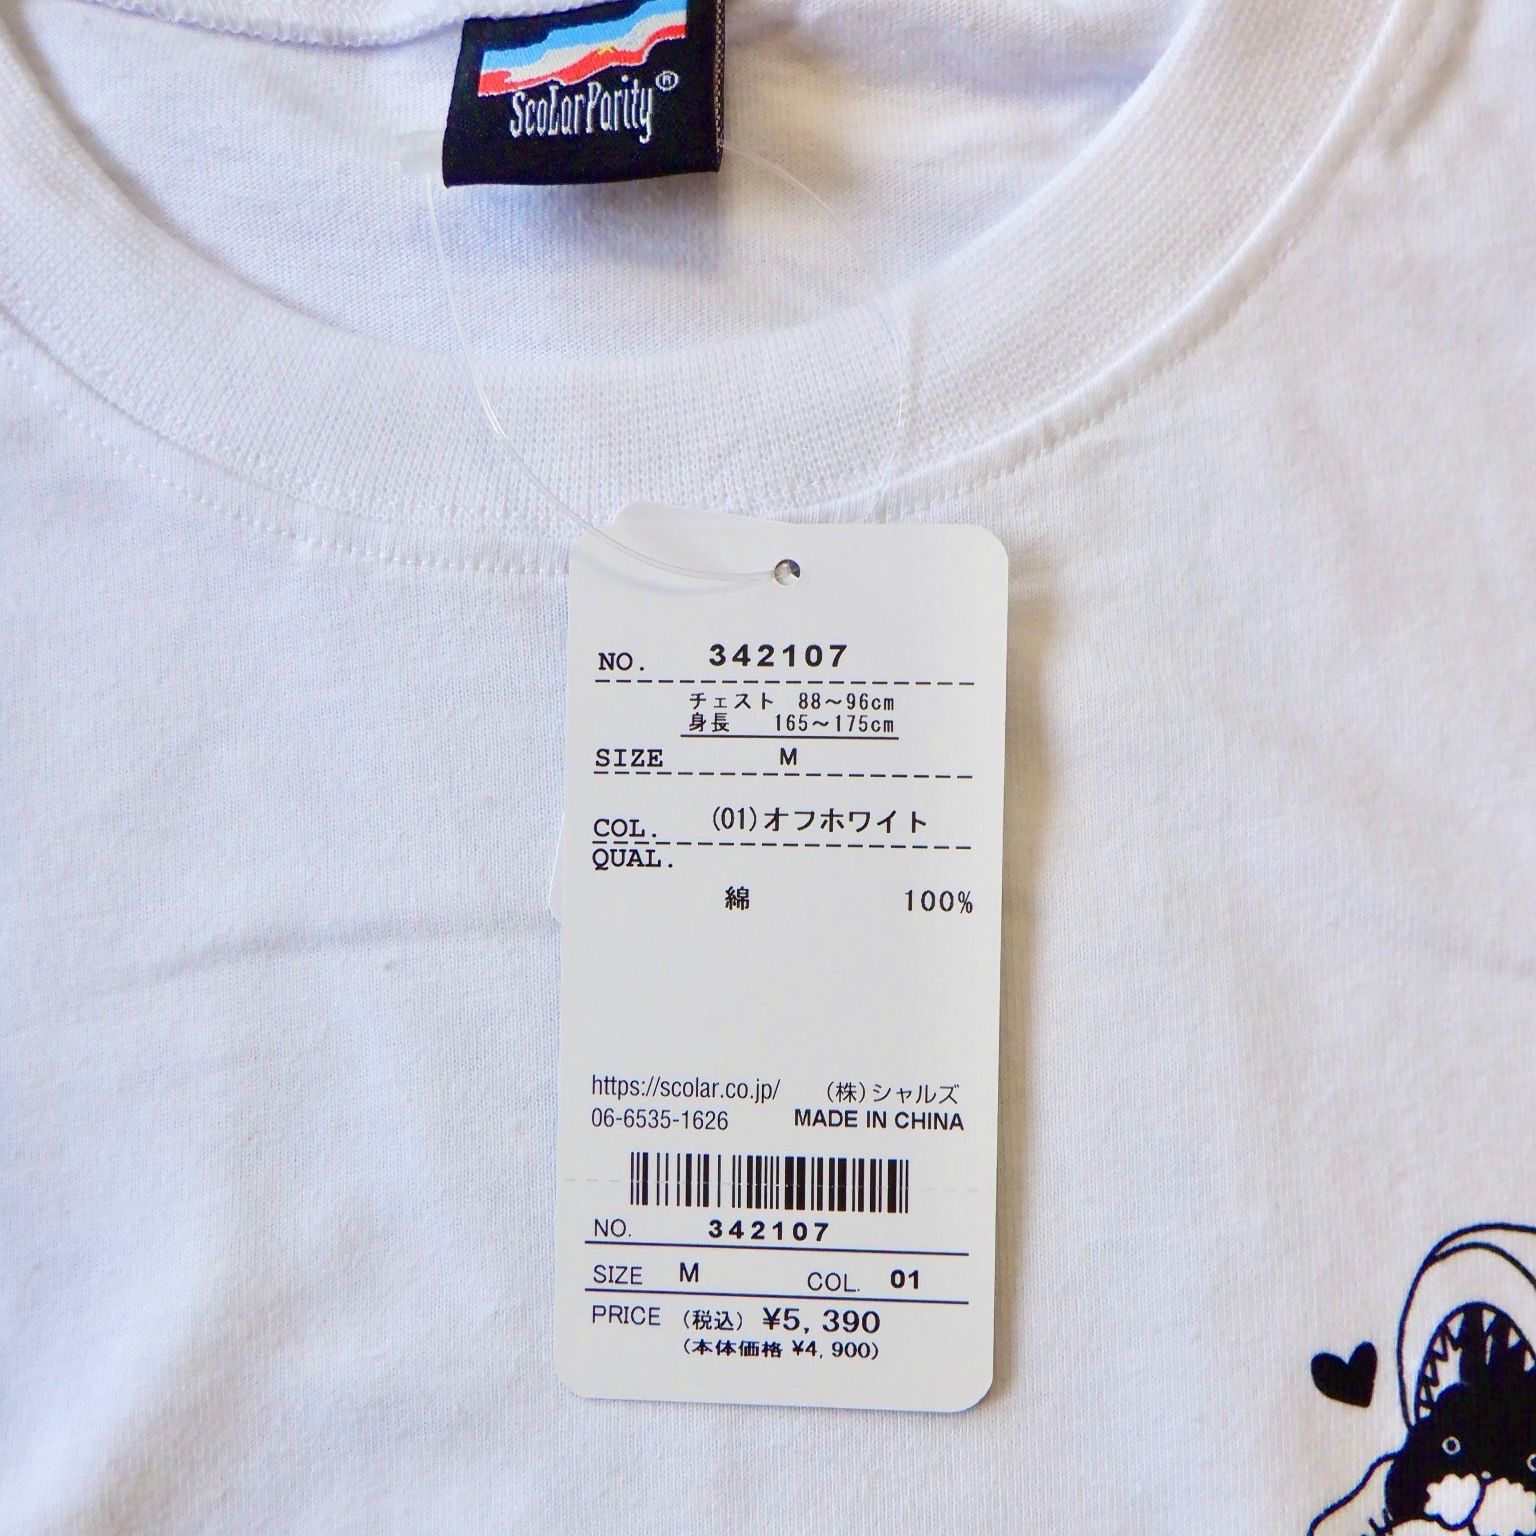 ScoLarParity®
NO. 342107
チェスト 88〜96cm
身長 165〜175cm
SIZE M
COL. (01)オフホワイト
QUAL.
綿 100%
https://scolar.co.jp/ (株)シャルズ
06-6535-1626 MADE IN CHINA
NO. 342107
SIZE M COL. 01
PRICE (税込) ¥5,390
(本体価格 ¥4,900)